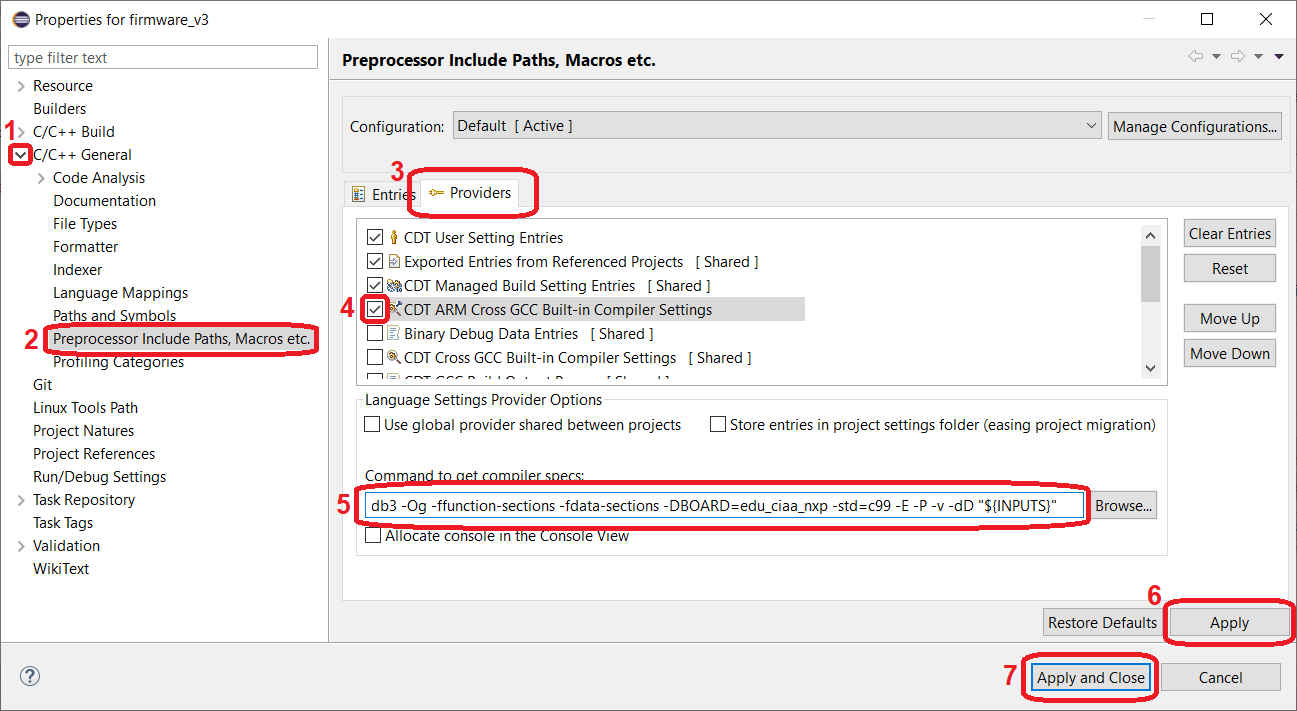 Properties for firmware_v3
type filter text
Resource
Builders
1
C/C++ Build
C/C++ General
Code Analysis
Documentation
File Types
Formatter
Indexer
Language Mappings
Paths and Symbols
2
Preprocessor Include Paths, Macros etc.
Profiling Categories
Git
Linux Tools Path
Project Natures
Project References
Run/Debug Settings
Task Repository
Task Tags
Validation
WikiText
Preprocessor Include Paths, Macros etc.
Configuration:
Default [ Active ]
Manage Configurations...
3
Entries
Providers
CDT User Setting Entries
Exported Entries from Referenced Projects [ Shared ]
CDT Managed Build Setting Entries [ Shared ]
4
CDT ARM Cross GCC Built-in Compiler Settings
Binary Debug Data Entries [ Shared ]
CDT Cross GCC Built-in Compiler Settings [ Shared ]
Clear Entries
Reset
Move Up
Move Down
Language Settings Provider Options
Use global provider shared between projects
Store entries in project settings folder (easing project migration)
Command to get compiler specs:
5
db3 -Og -ffunction-sections -fdata-sections -DBOARD=edu_ciaa_nxp -std=c99 -E -P -v -dD "${INPUTS}"
Browse...
Allocate console in the Console View
6
Restore Defaults
Apply
7
Apply and Close
Cancel